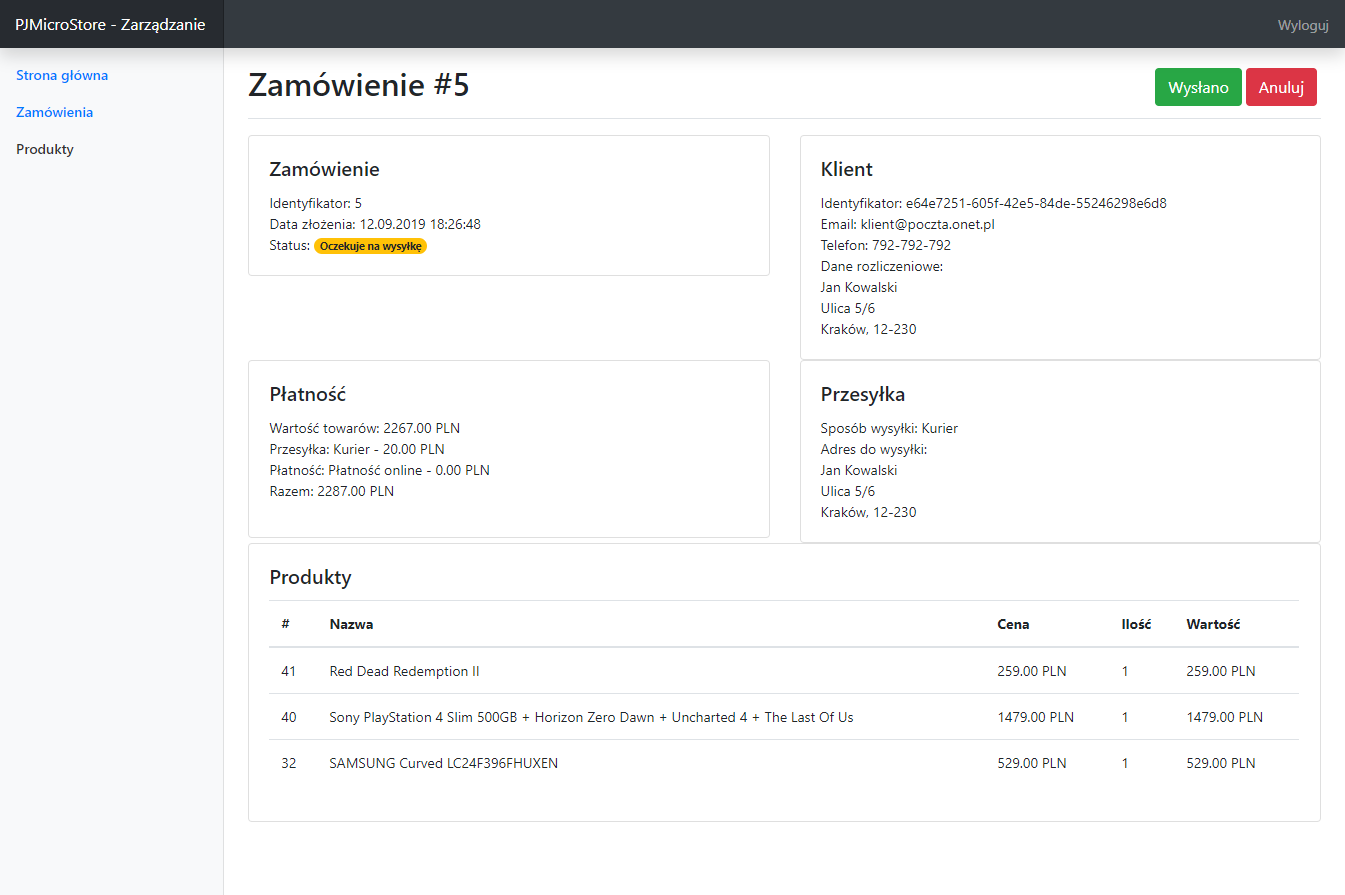 PJMicroStore - Zarządzanie
Wyloguj
Strona główna
Zamówienia
Produkty
Zamówienie #5
Wysłano
Anuluj
Zamówienie
Identyfikator: 5
Data złożenia: 12.09.2019 18:26:48
Status: Oczekuje na wysyłkę
Klient
Identyfikator: e64e7251-605f-42e5-84de-55246298e6d8
Email: klient@poczta.onet.pl
Telefon: 792-792-792
Dane rozliczeniowe:
Jan Kowalski
Ulica 5/6
Kraków, 12-230
Płatność
Wartość towarów: 2267.00 PLN
Przesyłka: Kurier - 20.00 PLN
Płatność: Płatność online - 0.00 PLN
Razem: 2287.00 PLN
Przesyłka
Sposób wysyłki: Kurier
Adres do wysyłki:
Jan Kowalski
Ulica 5/6
Kraków, 12-230
Produkty
# Nazwa Cena Ilość Wartość
41 Red Dead Redemption II 259.00 PLN 1 259.00 PLN
40 Sony PlayStation 4 Slim 500GB + Horizon Zero Dawn + Uncharted 4 + The Last Of Us 1479.00 PLN 1 1479.00 PLN
32 SAMSUNG Curved LC24F396FHUXEN 529.00 PLN 1 529.00 PLN